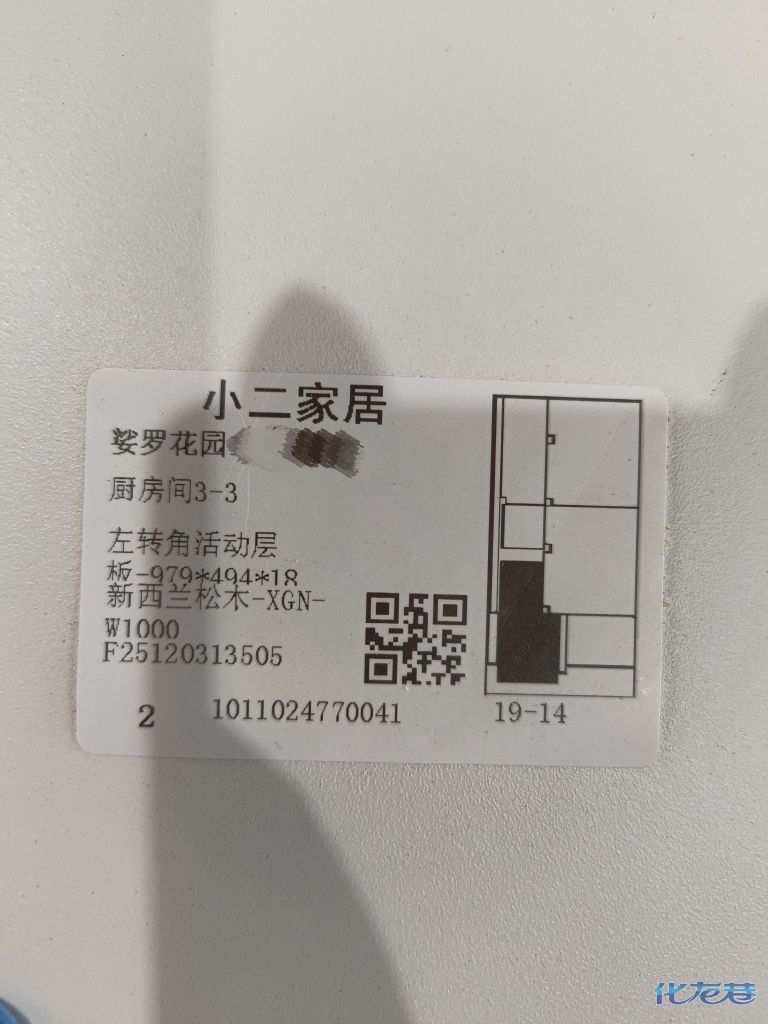 小二家居
娑罗花园
厨房间3-3
左转角活动层
板-979*494*18
新西兰松木-XGN-
W1000
F25120313505
2 1011024770041 19-14
化龙巷